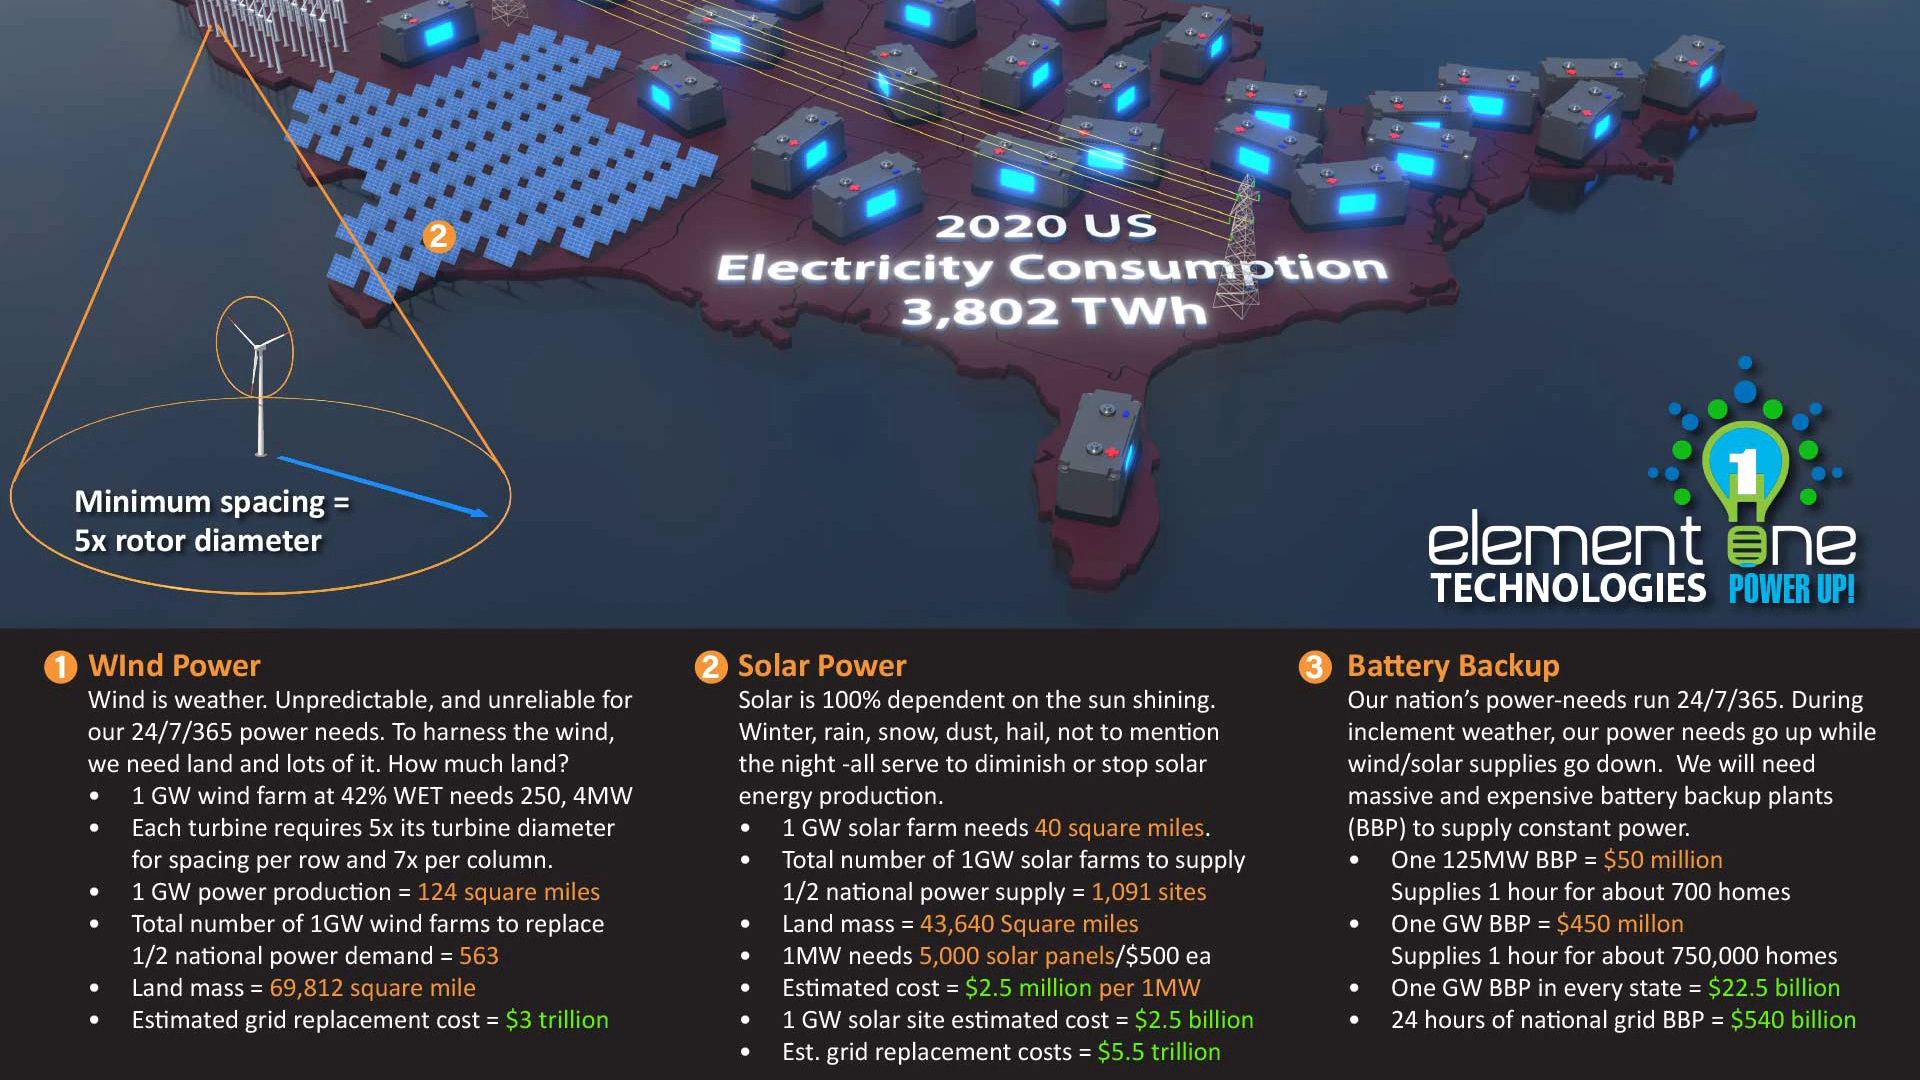 2
2020 US
Electricity Consumption
3,802 TWh
Minimum spacing =
5x rotor diameter
1
element one
TECHNOLOGIES POWER UP!
1 WInd Power
Wind is weather. Unpredictable, and unreliable for
our 24/7/365 power needs. To harness the wind,
we need land and lots of it. How much land?
• 1 GW wind farm at 42% WET needs 250, 4MW
• Each turbine requires 5x its turbine diameter
for spacing per row and 7x per column.
• 1 GW power production = 124 square miles
• Total number of 1GW wind farms to replace
1/2 national power demand = 563
• Land mass = 69,812 square mile
• Estimated grid replacement cost = $3 trillion
2 Solar Power
Solar is 100% dependent on the sun shining.
Winter, rain, snow, dust, hail, not to mention
the night -all serve to diminish or stop solar
energy production.
• 1 GW solar farm needs 40 square miles.
• Total number of 1GW solar farms to supply
1/2 national power supply = 1,091 sites
• Land mass = 43,640 Square miles
• 1MW needs 5,000 solar panels/$500 ea
• Estimated cost = $2.5 million per 1MW
• 1 GW solar site estimated cost = $2.5 billion
• Est. grid replacement costs = $5.5 trillion
3 Battery Backup
Our nation’s power-needs run 24/7/365. During
inclement weather, our power needs go up while
wind/solar supplies go down. We will need
massive and expensive battery backup plants
(BBP) to supply constant power.
• One 125MW BBP = $50 million
Supplies 1 hour for about 700 homes
• One GW BBP = $450 millon
Supplies 1 hour for about 750,000 homes
• One GW BBP in every state = $22.5 billion
• 24 hours of national grid BBP = $540 billion